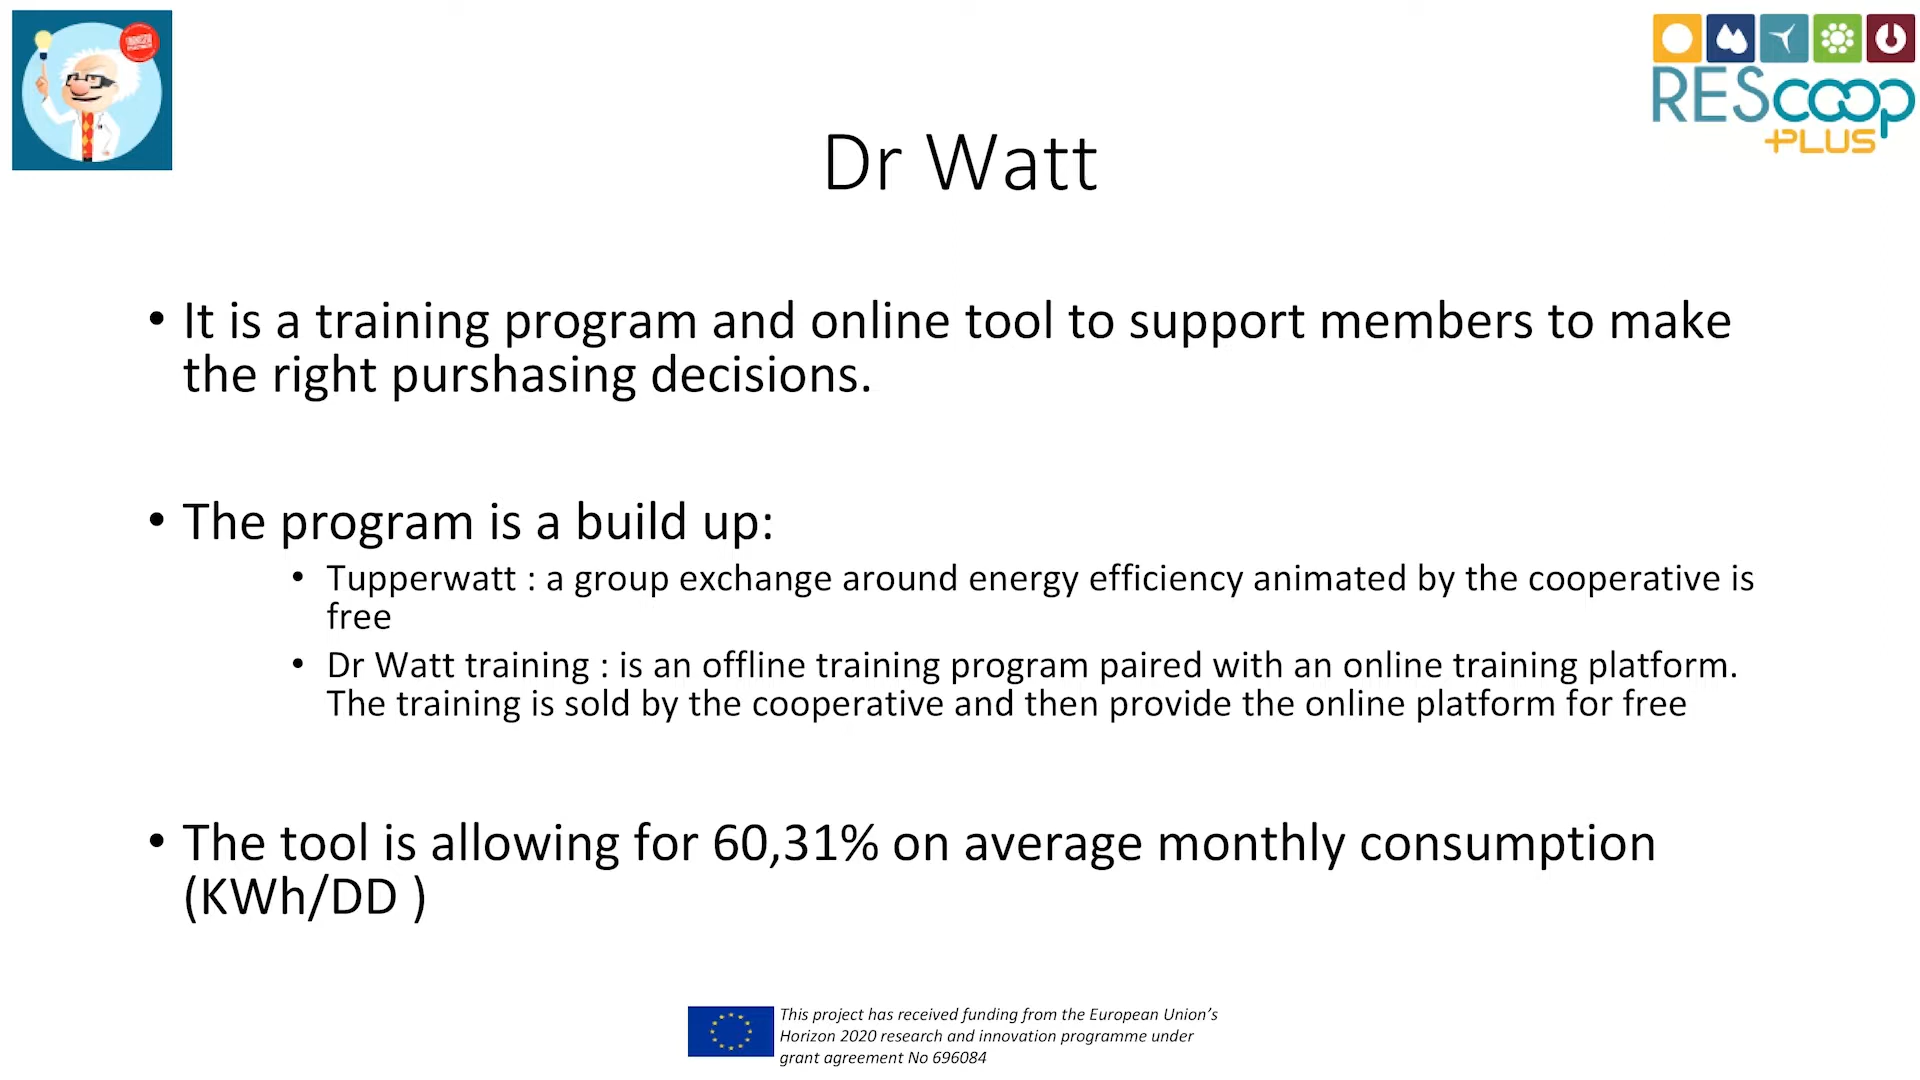 REScoop
+PLUS
Dr Watt
• It is a training program and online tool to support members to make
the right purshasing decisions.
• The program is a build up:
• Tupperwatt : a group exchange around energy efficiency animated by the cooperative is
free
• Dr Watt training : is an offline training program paired with an online training platform.
The training is sold by the cooperative and then provide the online platform for free
• The tool is allowing for 60,31% on average monthly consumption
(KWh/DD )
This project has received funding from the European Union’s
Horizon 2020 research and innovation programme under
grant agreement No 696084